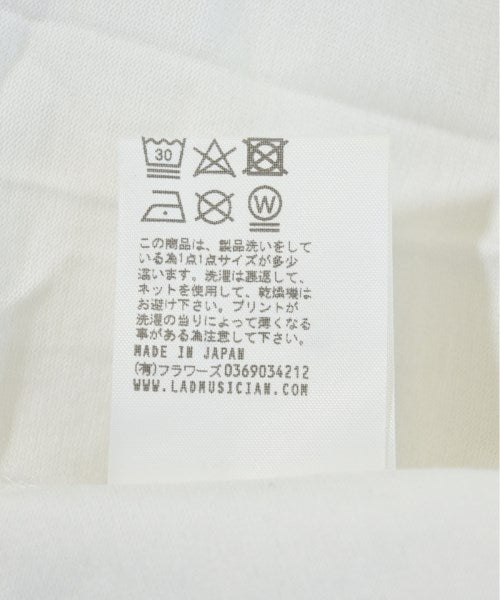 30
W
この商品は、製品洗いをして
いる為1点1点サイズが多少
違います。洗濯は裏返して、
ネットを使用して、乾燥機は
お避け下さい。プリントが
洗濯の当りによって薄くなる
事がある為注意して下さい。
MADE IN JAPAN
(有)フラワーズ0369034212
WWW.LADMUSICIAN.COM